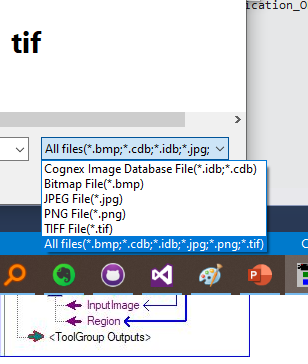 ication_O
tif
All files(*.bmp;*.cdb;*.idb;*.jpg;
Cognex Image Database File(*.idb;*.cdb)
Bitmap File(*.bmp)
JPEG File(*.jpg)
PNG File(*.png)
TIFF File(*.tif)
All files(*.bmp;*.cdb;*.idb;*.jpg;*.png;*.tif)
InputImage
Region
<ToolGroup Outputs>